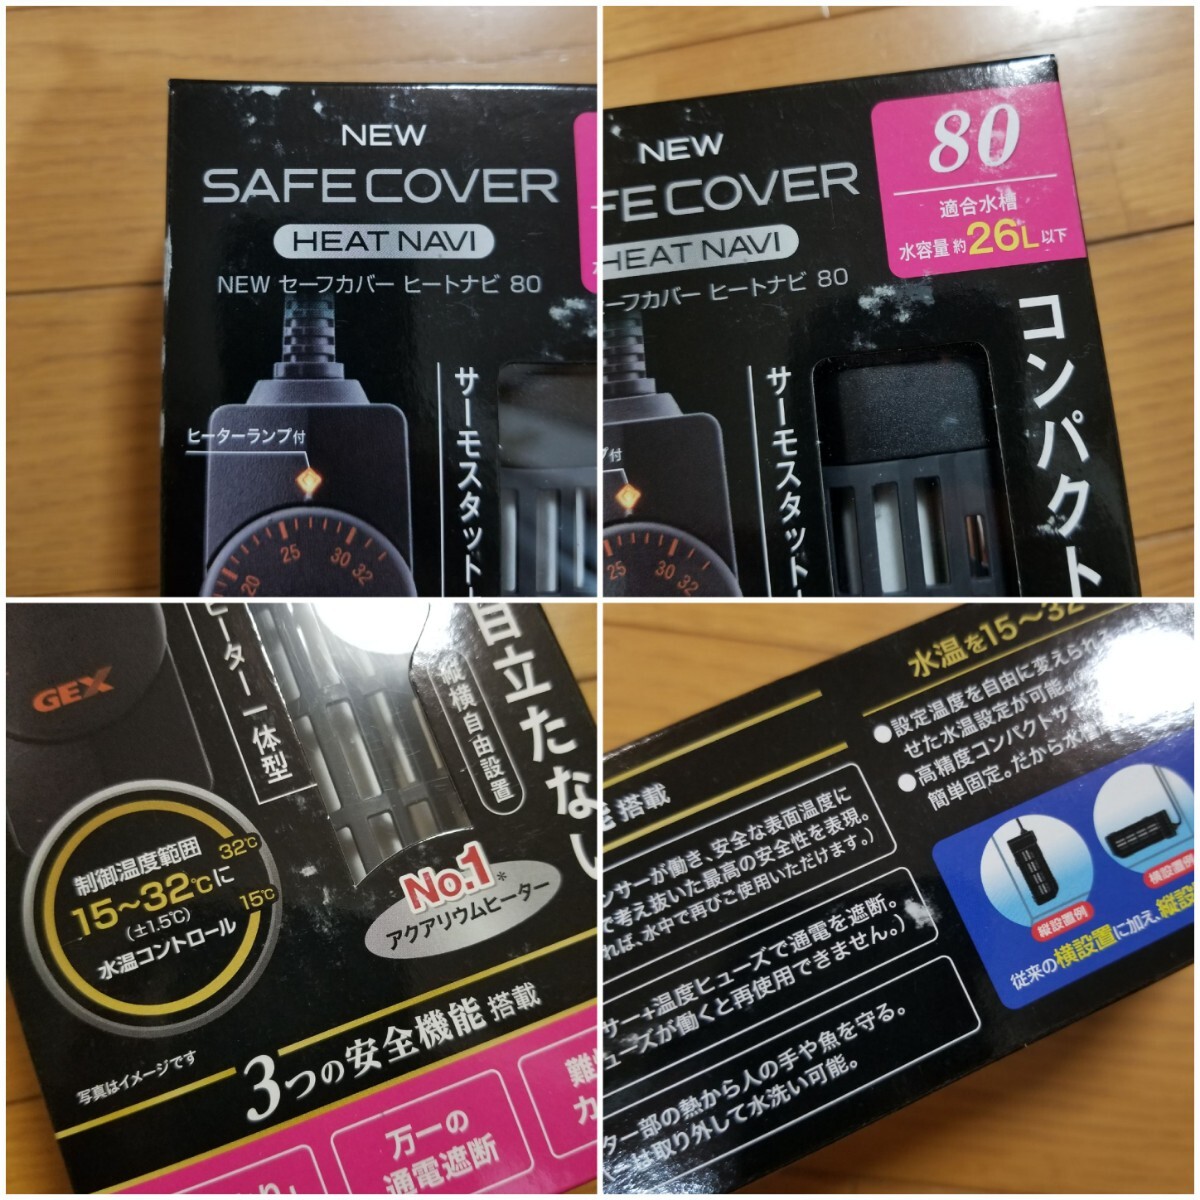 NEW
SAFE COVER
HEAT NAVI
NEW セーフカバー ヒートナビ 80
ヒーターランプ付
20
25
30
32
サーモスタット
NEW
FE COVER
HEAT NAVI
ーフカバー ヒートナビ 80
80
適合水槽
水容量 約26L以下
コンパクト
サーモスタット
プ付
25
30
32
GEX
ヒーター一体型
目立たない
縦横自由設置
制御温度範囲
15~32℃に
(±1.5℃)
水温コントロール
32℃
15℃
No.1*
アクアリウムヒーター
写真はイメージです
3つの安全機能 搭載
万一の
通電遮断
水温を15~32
●設定温度を自由に変えられる
せた水温設定が可能。
●高精度コンパクトサ
簡単固定。だから水
搭載
ンサーが働き、安全な表面温度に
で考え抜いた最高の安全性を表現。
れば、水中で再びご使用いただけます。)
サー+温度ヒューズで通電を遮断。
ューズが働くと再使用できません。)
ター部の熱から人の手や魚を守る。
は取り外して水洗い可能。
縦設置例
横設置例
従来の横設置に加え、縦設